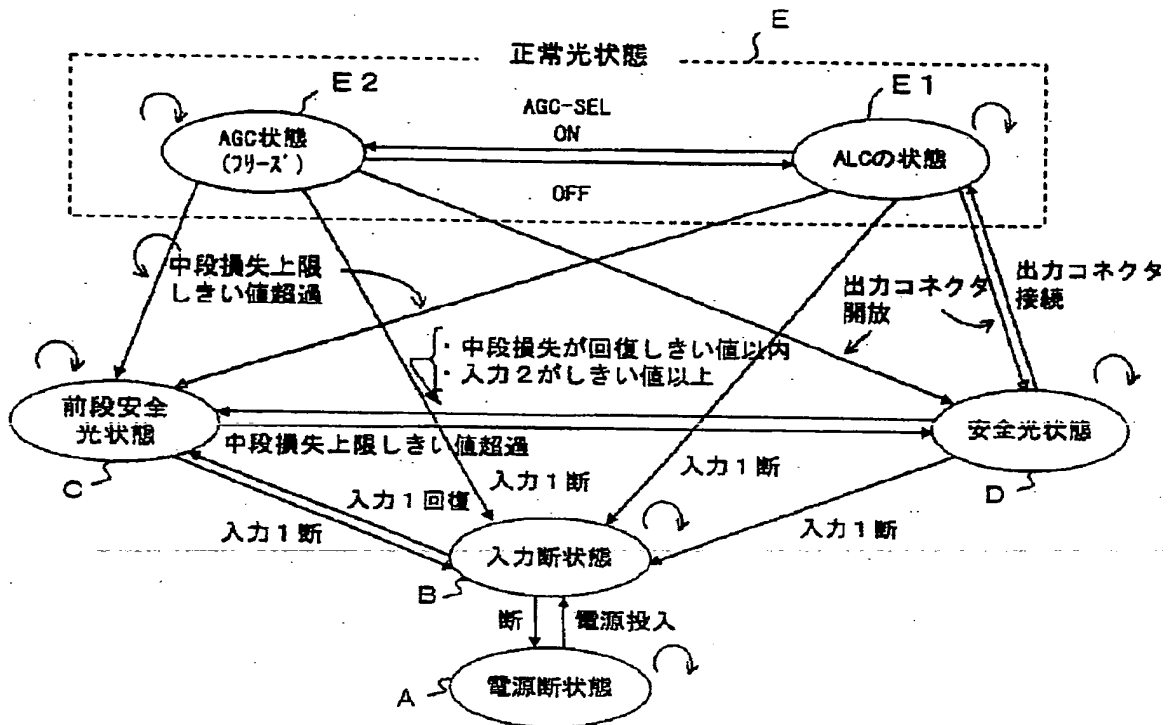 E
正常光状態
E2
E1
AGC-SEL
ON
AGC状態
(フリーズ)
ALCの状態
OFF
中段損失上限
しきい値超過
出力コネクタ
開放
出力コネクタ
接続
・中段損失が回復しきい値以内
・入力2がしきい値以上
前段安全
光状態
中段損失上限しきい値超過
安全光状態
C
D
入力1回復
入力1断
入力1断
入力1断
入力1断
入力断状態
B
断
電源投入
電源断状態
A